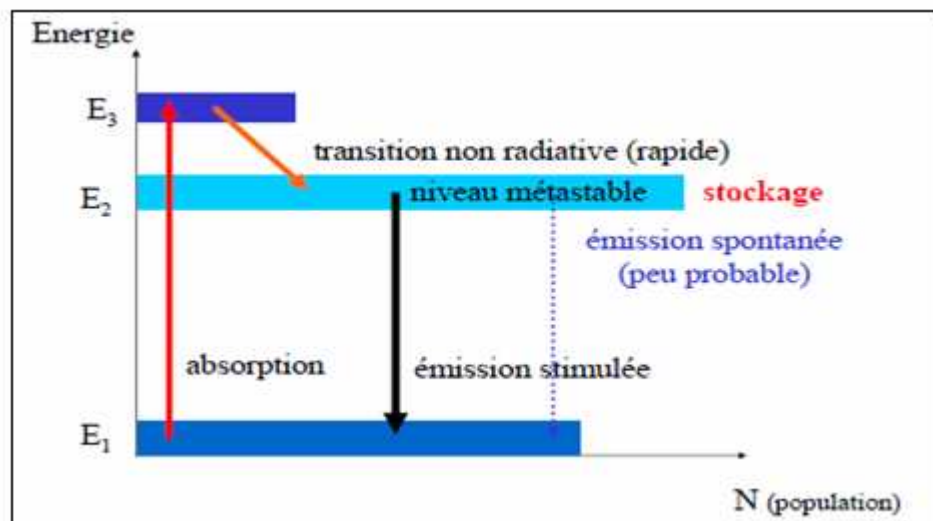 Energie
E3
transition non radiative (rapide)
niveau métastable
stockage
E2
émission spontanée
(peu probable)
absorption
émission stimulée
E1
N (population)